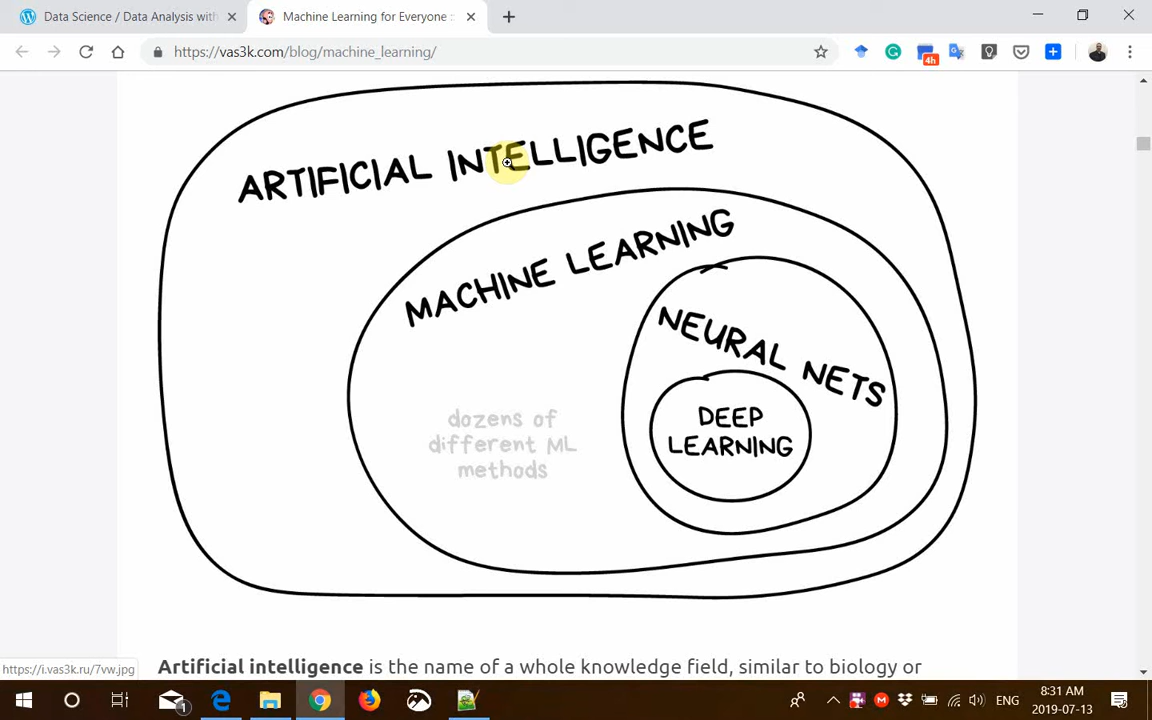 Data Science / Data Analysis with
Machine Learning for Everyone ::
https://vas3k.com/blog/machine_learning/
4h
ARTIFICIAL INTELLIGENCE
MACHINE LEARNING
NEURAL NETS
DEEP
LEARNING
dozens of
different ML
methods
https://i.vas3k.ru/7vw.jpg
Artificial intelligence is the name of a whole knowledge field, similar to biology or
1
ENG
8:31 AM
2019-07-13